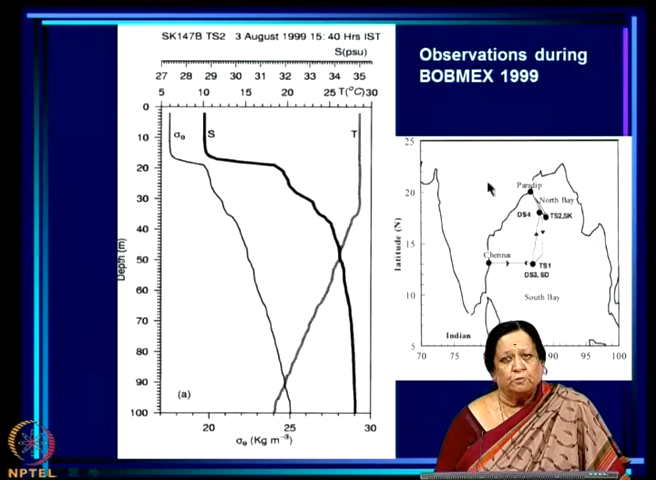 SK147B TS2 3 August 1999 15: 40 Hrs IST
S(psu)
27 28 29 30 31 32 33 34 35
5 10 15 20 25 T(°C) 30
0
10
20
30
40
50
60
70
80
90
100
Depth (m)
σθ S T
(a)
20 25 30
σθ (Kg m⁻³)
Observations during
BOBMEX 1999
25
20
15
10
5
Latitude (N)
Paradip
North Bay
DS4 TS2,SK
Chennai
TS1
DS3, SD
South Bay
Indian
70 75 90 95 100
NPTEL